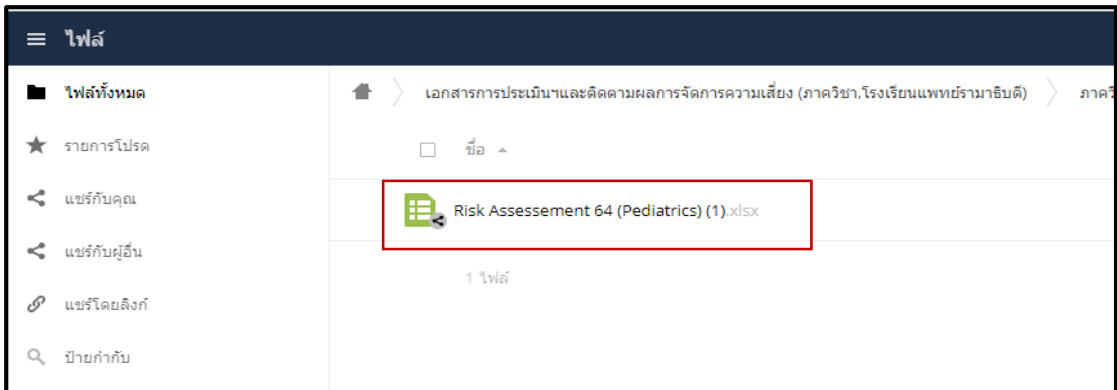 ไฟล์
ไฟล์ทั้งหมด
รายการโปรด
แชร์กับคุณ
แชร์กับผู้อื่น
แชร์โดยลิงก์
ป้ายกำกับ
เอกสารการประเมินฯและติดตามผลการจัดการความเสี่ยง (ภาควิชา,โรงเรียนแพทย์รามาธิบดี)
ชื่อ
Risk Assessement 64 (Pediatrics) (1).xlsx
1 ไฟล์